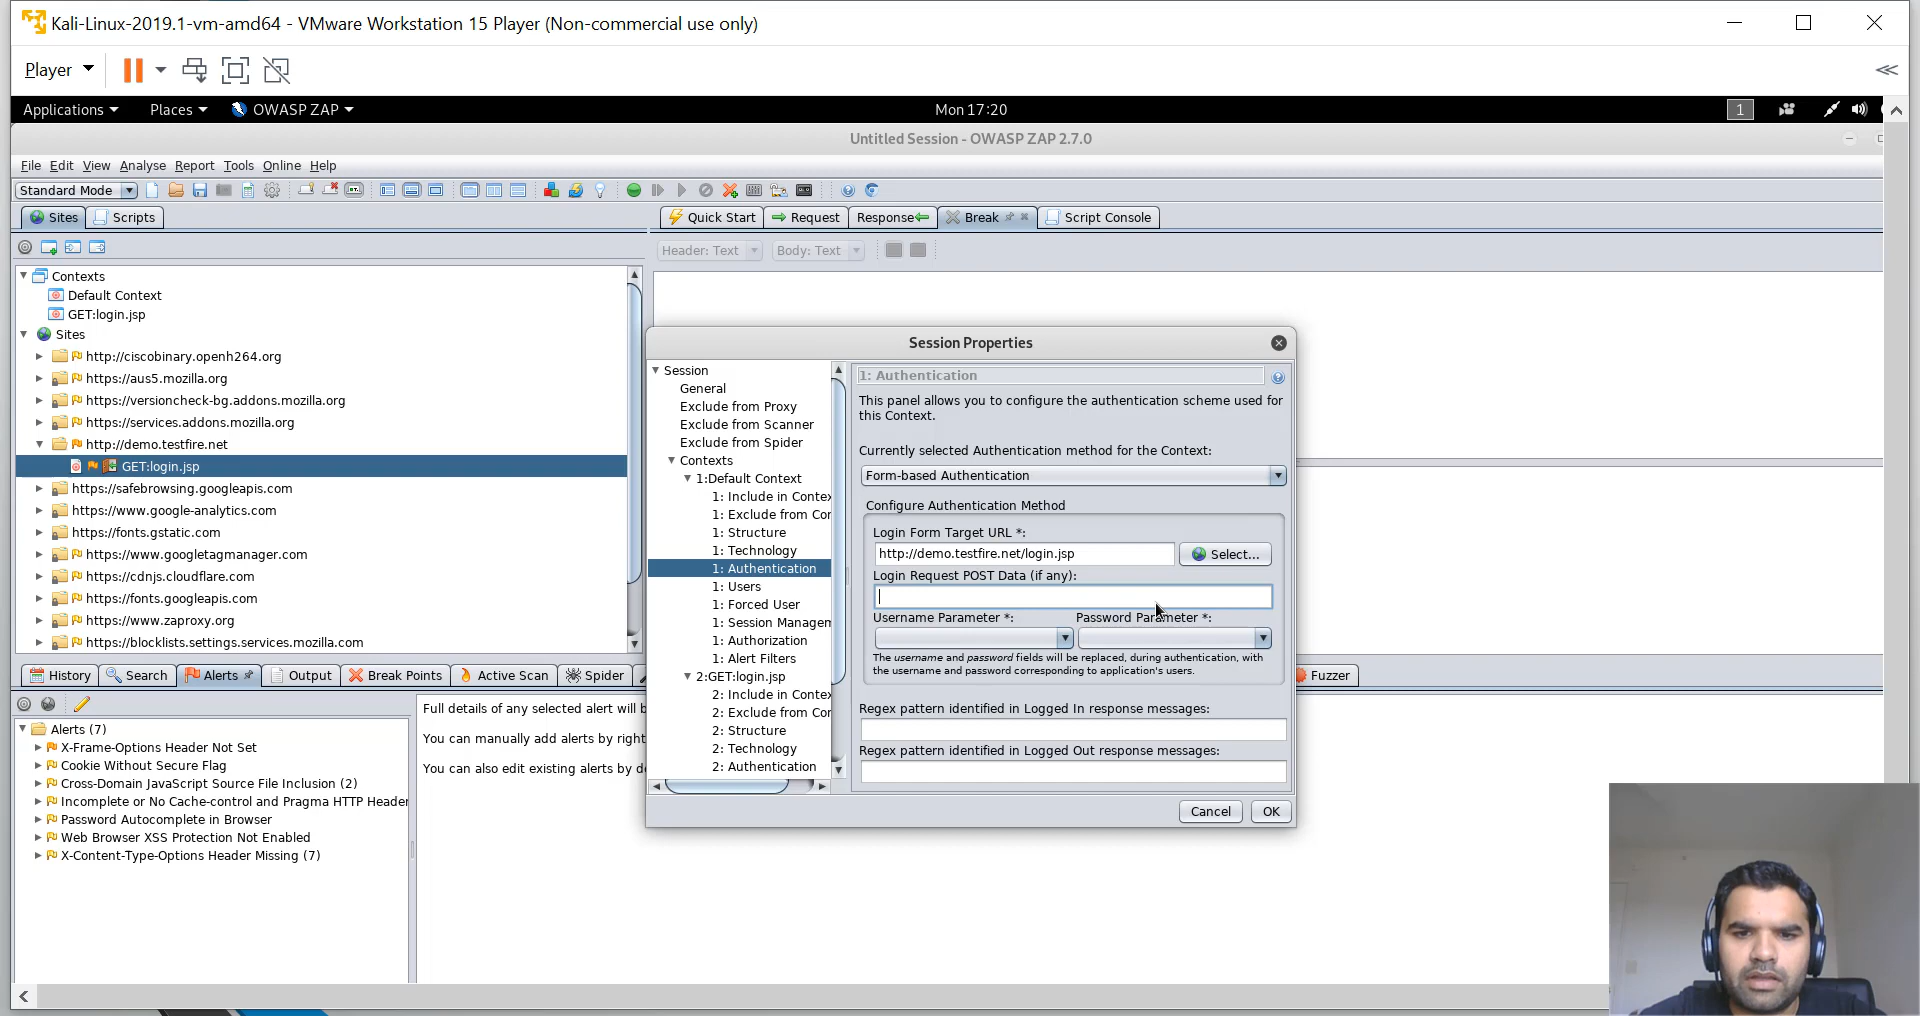 Kali-Linux-2019.1-vm-amd64 - VMware Workstation 15 Player (Non-commercial use only)
Player
Applications Places OWASP ZAP Mon 17:20 1
Untitled Session - OWASP ZAP 2.7.0
File Edit View Analyse Report Tools Online Help
Standard Mode
Sites Scripts Quick Start Request Response Break Script Console
Header: Text Body: Text
Contexts
Default Context
GET:login.jsp
Sites
http://ciscobinary.openh264.org
https://aus5.mozilla.org
https://versioncheck-bg.addons.mozilla.org
https://services.addons.mozilla.org
http://demo.testfire.net
GET:login.jsp
https://safebrowsing.googleapis.com
https://www.google-analytics.com
https://fonts.gstatic.com
https://www.googletagmanager.com
https://cdnjs.cloudflare.com
https://fonts.googleapis.com
https://www.zaproxy.org
https://blocklists.settings.services.mozilla.com
Session Properties
Session
General
Exclude from Proxy
Exclude from Scanner
Exclude from Spider
Contexts
1:Default Context
1: Include in Contex
1: Exclude from Cor
1: Structure
1: Technology
1: Authentication
1: Users
1: Forced User
1: Session Managem
1: Authorization
1: Alert Filters
2:GET:login.jsp
2: Include in Contex
2: Exclude from Cor
2: Structure
2: Technology
2: Authentication
1: Authentication
This panel allows you to configure the authentication scheme used for
this Context.
Currently selected Authentication method for the Context:
Form-based Authentication
Configure Authentication Method
Login Form Target URL *:
http://demo.testfire.net/login.jsp Select...
Login Request POST Data (if any):
Username Parameter *: Password Parameter *:
The username and password fields will be replaced, during authentication, with
the username and password corresponding to application's users.
Regex pattern identified in Logged In response messages:
Regex pattern identified in Logged Out response messages:
Cancel OK
History Search Alerts Output Break Points Active Scan Spider Fuzzer
Alerts (7)
X-Frame-Options Header Not Set
Cookie Without Secure Flag
Cross-Domain JavaScript Source File Inclusion (2)
Incomplete or No Cache-control and Pragma HTTP Header
Password Autocomplete in Browser
Web Browser XSS Protection Not Enabled
X-Content-Type-Options Header Missing (7)
Full details of any selected alert will b
You can manually add alerts by right
You can also edit existing alerts by d